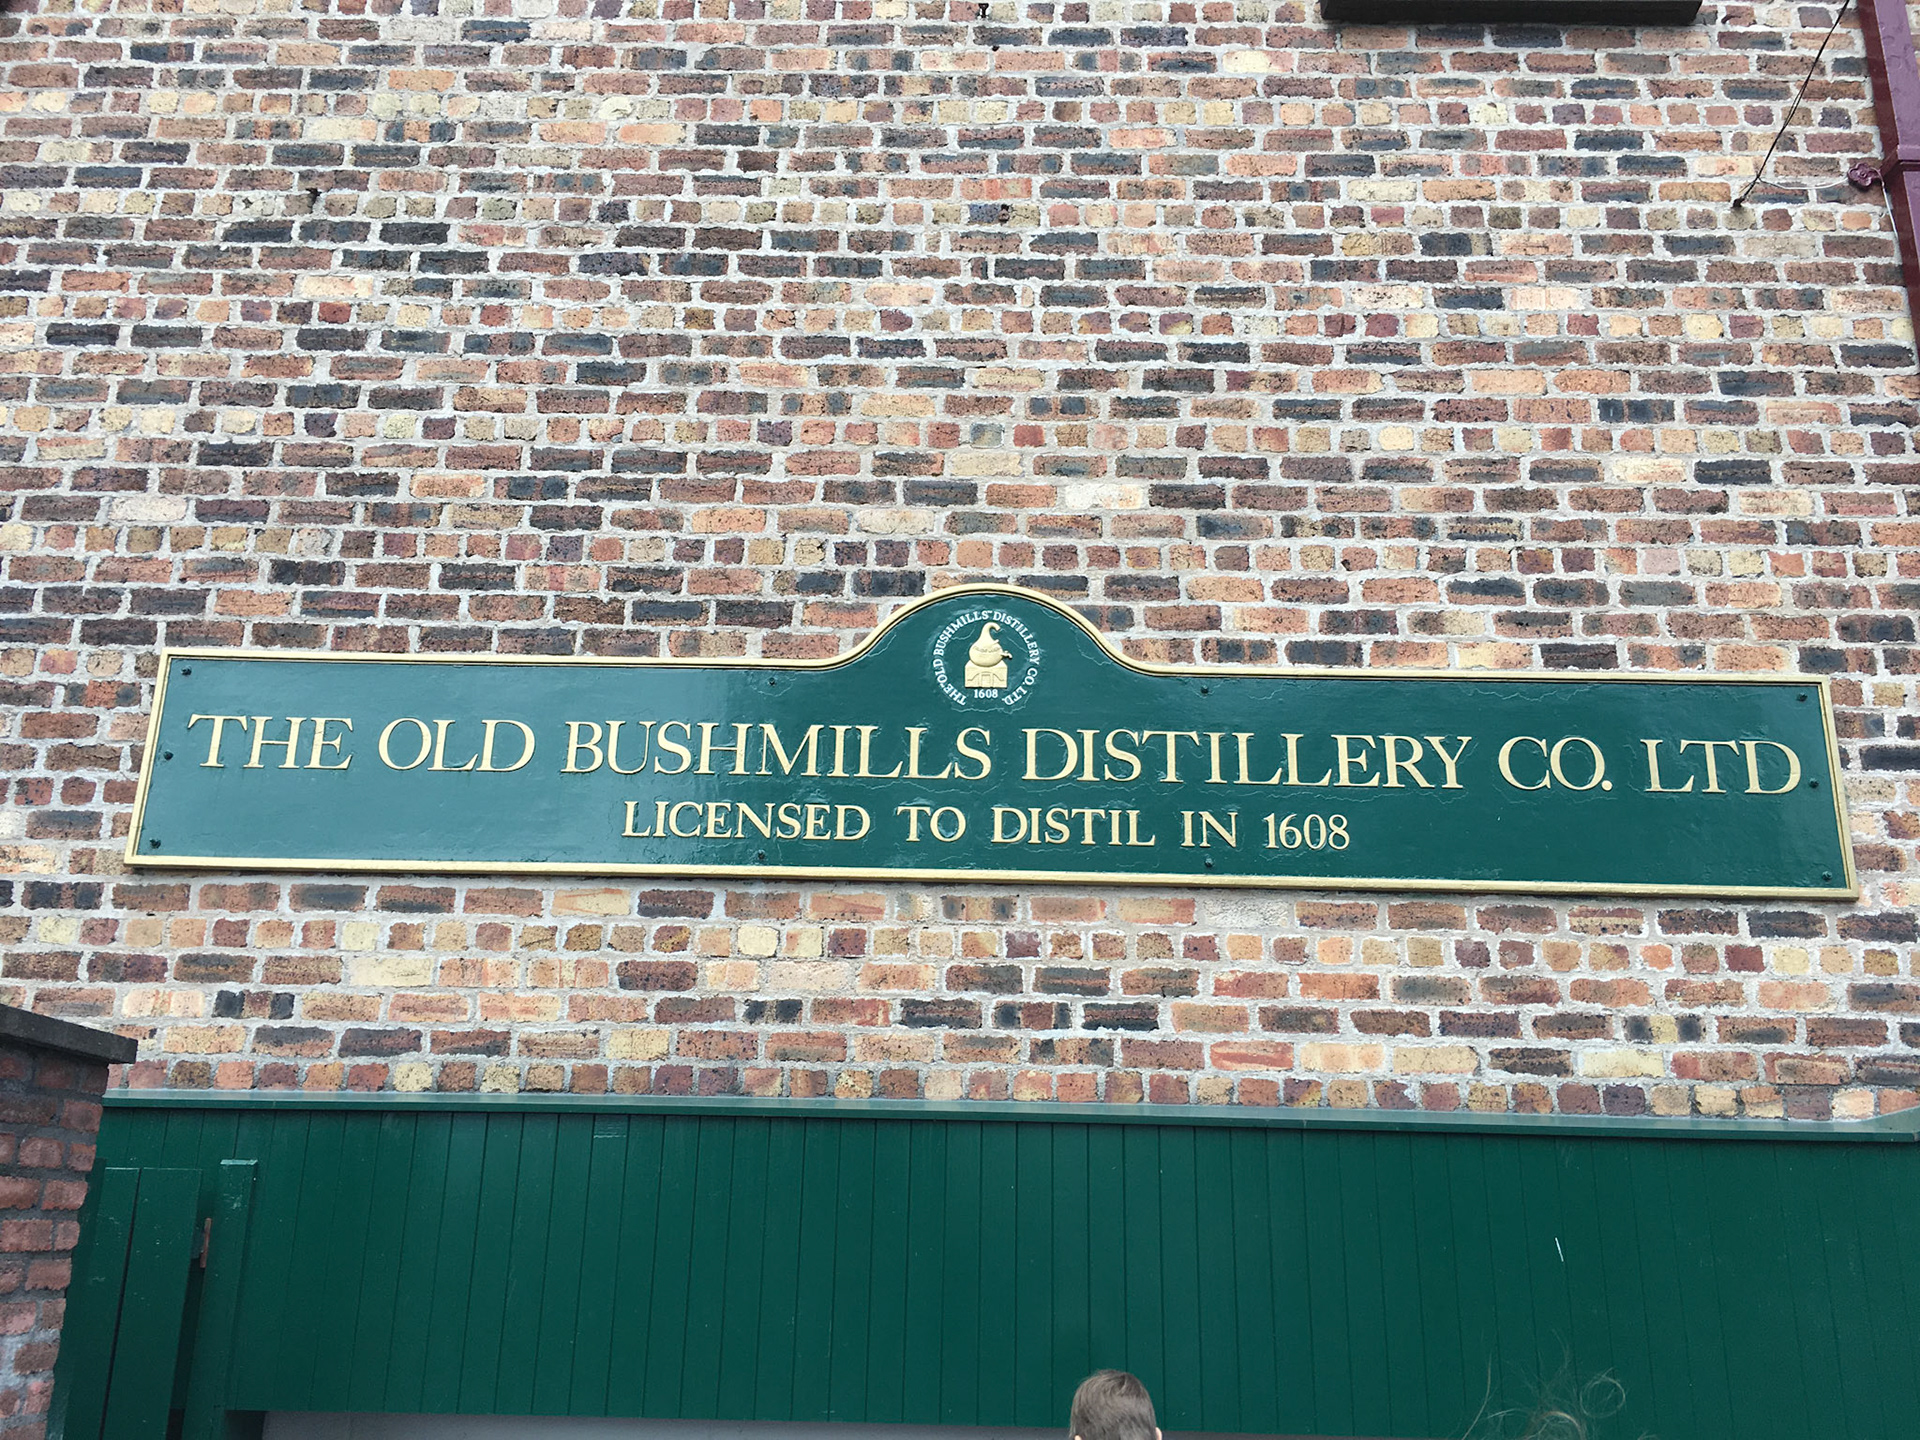 THE OLD BUSHMILLS DISTILLERY CO. LTD.
1608
THE OLD BUSHMILLS DISTILLERY CO. LTD
LICENSED TO DISTIL IN 1608